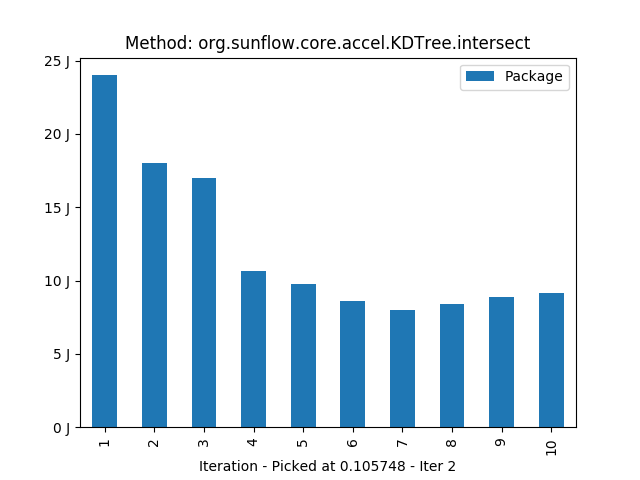 Method: org.sunflow.core.accel.KDTree.intersect
Package
25 J
20 J
15 J
10 J
5 J
0 J
1 2 3 4 5 6 7 8 9 10
Iteration - Picked at 0.105748 - Iter 2